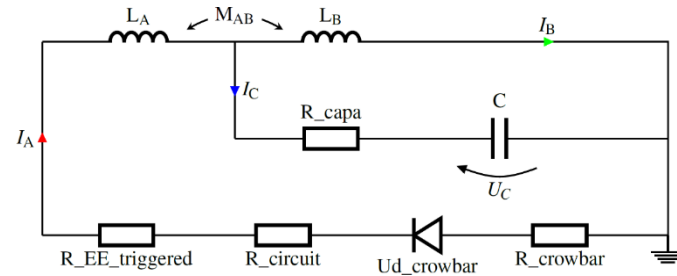 L_A
M_AB
L_B
I_B
I_C
C
R_capa
I_A
U_C
R_EE_triggered
R_circuit
Ud_crowbar
R_crowbar